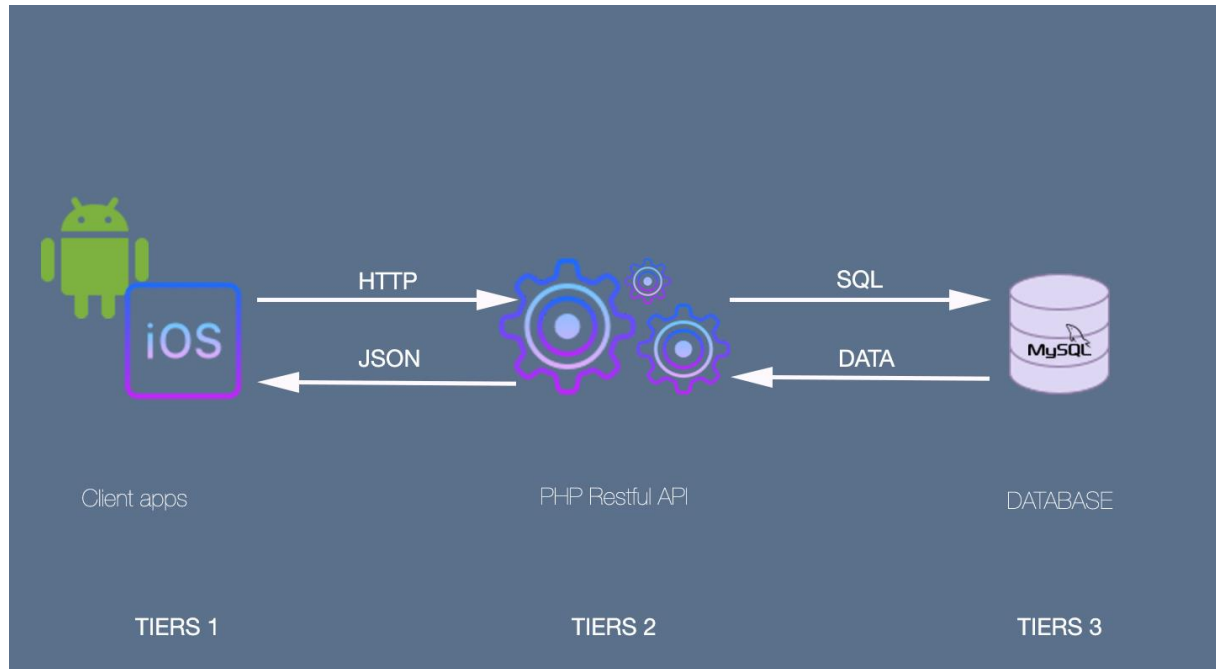 HTTP
SQL
iOS
JSON
DATA
MySQL
Client apps
PHP Restful API
DATABASE
TIERS 1
TIERS 2
TIERS 3